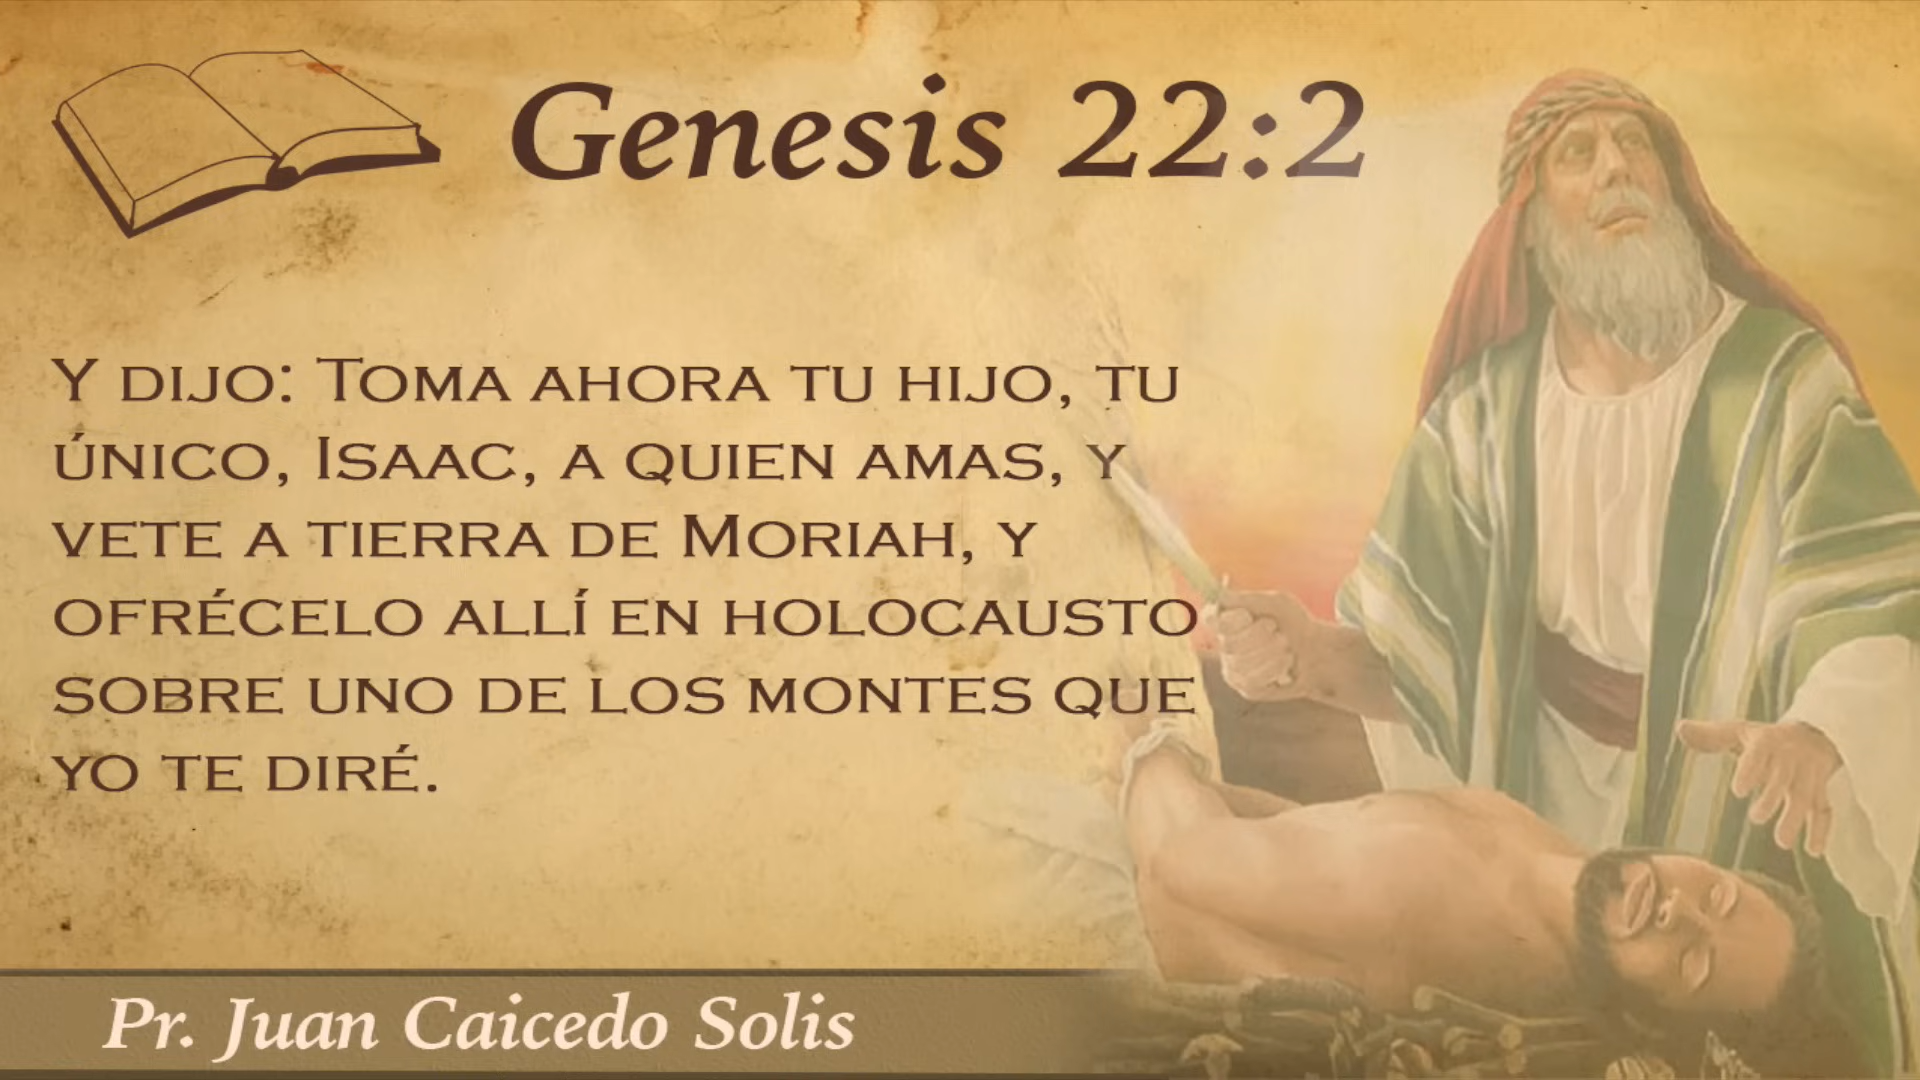 Genesis 22:2
Y dijo: Toma ahora tu hijo, tu
único, Isaac, a quien amas, y
vete a tierra de Moriah, y
ofrécelo allí en holocausto
sobre uno de los montes que
yo te diré.
Pr. Juan Caicedo Solis